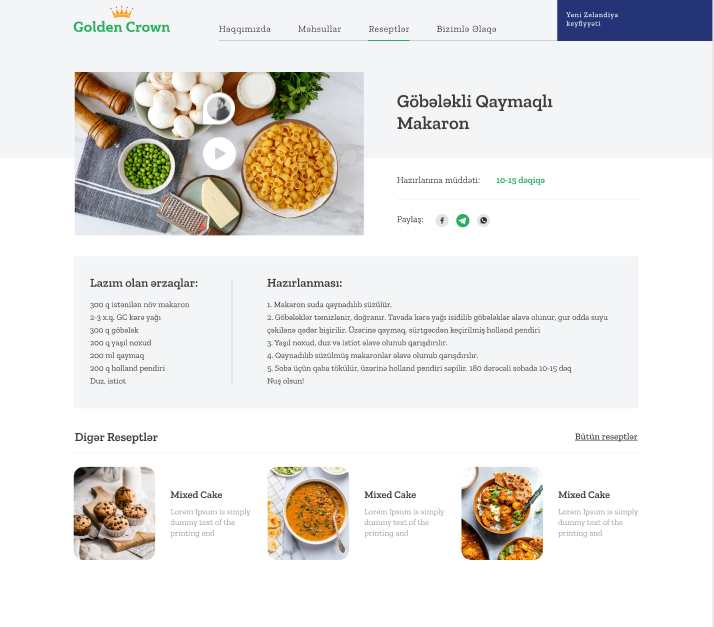 Golden Crown
Haqqımızda
Məhsullar
Reseptlər
Bizimlə Əlaqə
Yeni Zelandiya
keyfiyyəti
Göbələkli Qaymaqlı
Makaron
Hazırlanma müddəti: 10-15 dəqiqə
Paylaş:
Lazım olan ərzaqlar:
300 q istənilən növ makaron
2-3 x.q. GC kərə yağı
300 q göbələk
200 q yaşıl noxud
200 ml qaymaq
200 q holland pendiri
Duz, istiot
Hazırlanması:
1. Makaron suda qaynadılıb süzülür.
2. Göbələklər təmizlənir, doğranır. Tavada kərə yağı isidilib göbələklər əlavə olunur, gur odda suyu
çəkilənə qədər bişirilir. Üzərinə qaymaq, sürtgəcdən keçirilmiş holland pendiri
3. Yaşıl noxud, duz və istiot əlavə olunub qarışdırılır.
4. Qaynadılıb süzülmüş makaronlar əlavə olunub qarışdırılır.
5. Soba üçün qaba tökülür, üzərinə holland pendiri səpilir. 180 dərəcəli sobada 10-15 dəq
Nuş olsun!
Digər Reseptlər
Bütün reseptlər
Mixed Cake
Lorem Ipsum is simply
dummy text of the
printing and
Mixed Cake
Lorem Ipsum is simply
dummy text of the
printing and
Mixed Cake
Lorem Ipsum is simply
dummy text of the
printing and